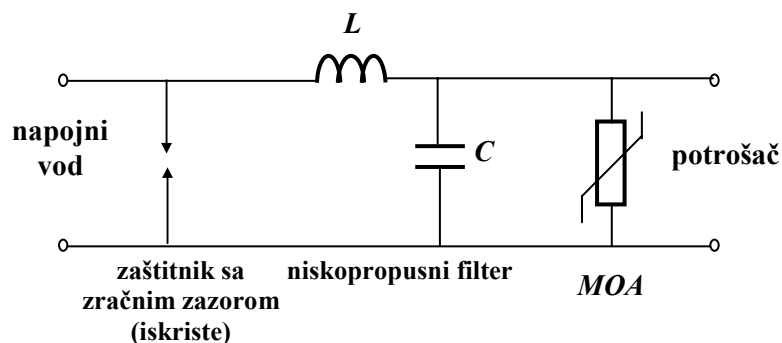 L
napojni
vod
C
potrošač
zaštitnik sa
zračnim zazorom
(iskriste)
niskopropusni filter
MOA